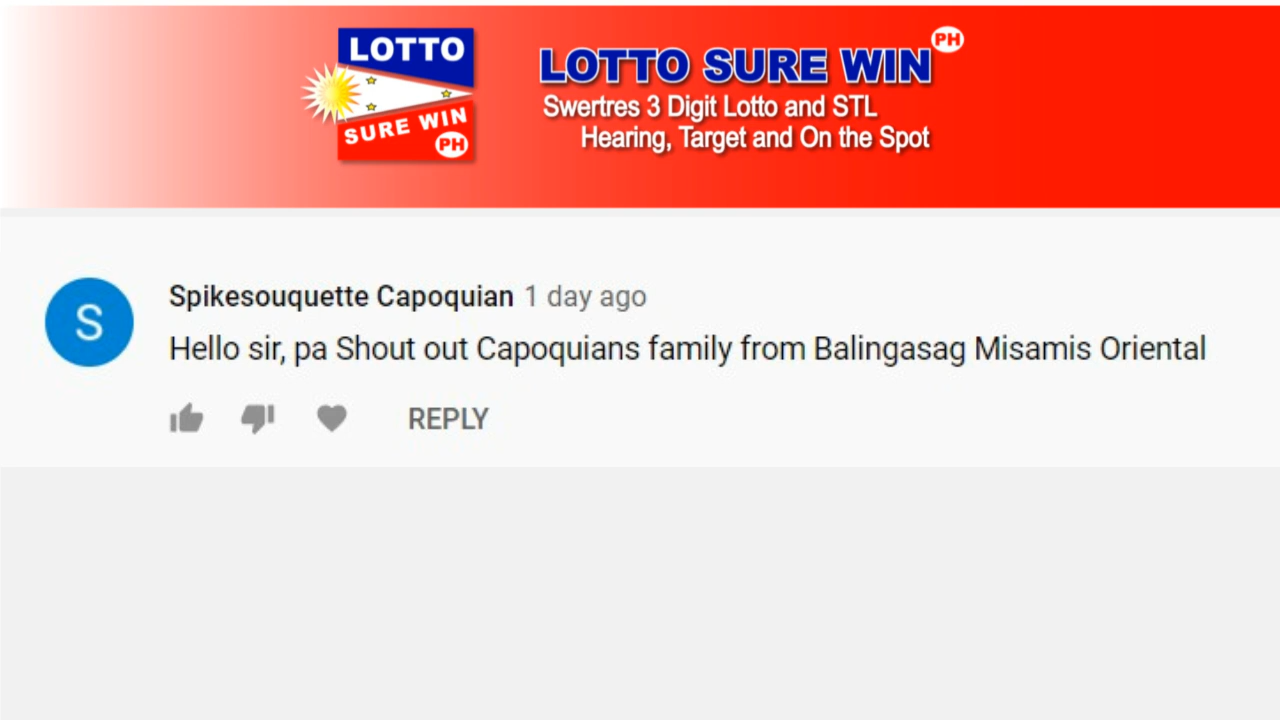 LOTTO
SURE WIN
PH
LOTTO SURE WIN PH
Swertres 3 Digit Lotto and STL
Hearing, Target and On the Spot
S
Spikesouquette Capoquian 1 day ago
Hello sir, pa Shout out Capoquians family from Balingasag Misamis Oriental
REPLY